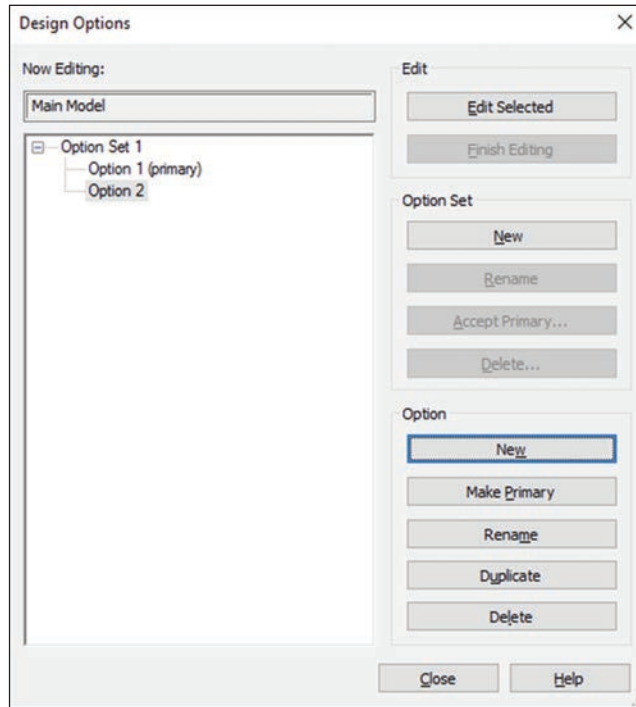 Design Options
Now Editing:
Main Model
Option Set 1
Option 1 (primary)
Option 2
Edit
Edit Selected
Finish Editing
Option Set
New
Rename
Accept Primary...
Delete...
Option
New
Make Primary
Rename
Duplicate
Delete
Close
Help